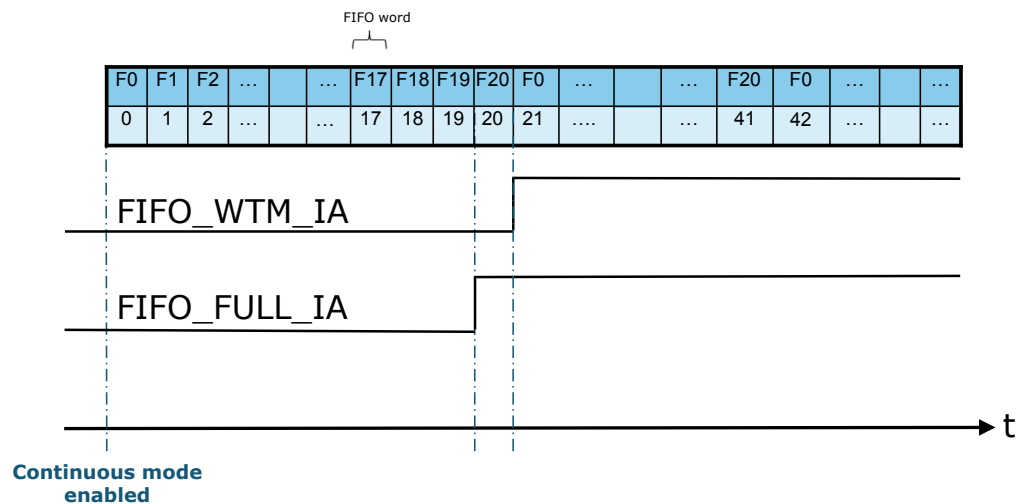 FIFO word
F0 F1 F2 … … F17 F18 F19 F20 F0 … … F20 F0 … …
0 1 2 … … 17 18 19 20 21 .... … 41 42 … …
FIFO_WTM_IA
FIFO_FULL_IA
t
Continuous mode
enabled